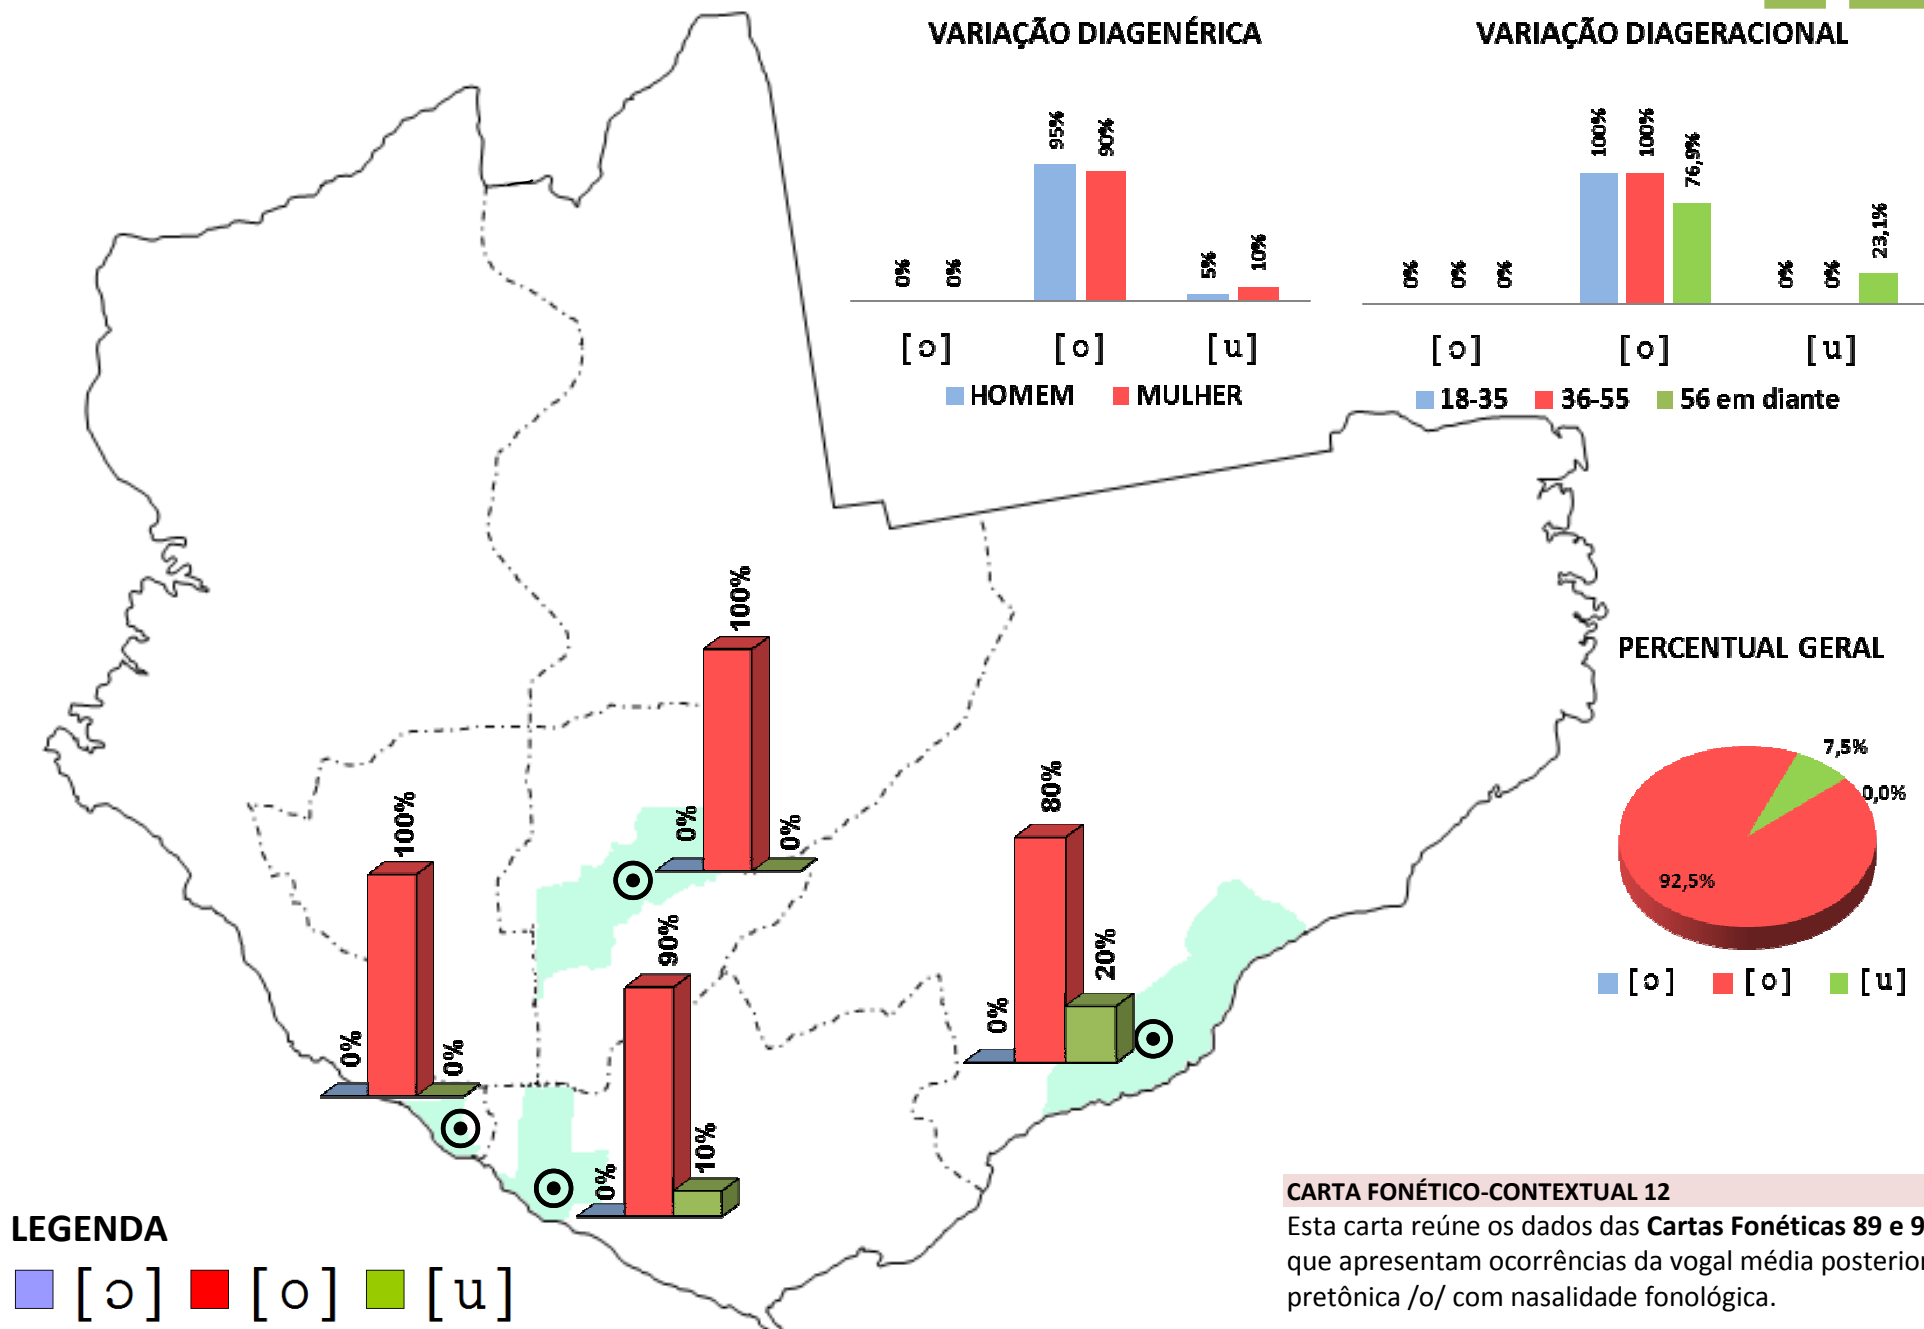 VARIAÇÃO DIAGENÉRICA
0%
0%
95%
90%
5%
10%
[ɔ]
[o]
[u]
HOMEM
MULHER
VARIAÇÃO DIAGERACIONAL
0%
0%
0%
100%
100%
76,9%
0%
0%
23,1%
[ɔ]
[o]
[u]
18-35
36-55
56 em diante
0%
100%
0%
0%
100%
0%
0%
90%
10%
0%
80%
20%
PERCENTUAL GERAL
7,5%
0,0%
92,5%
[ɔ]
[o]
[u]
LEGENDA
[ɔ]
[o]
[u]
CARTA FONÉTICO-CONTEXTUAL 12
Esta carta reúne os dados das Cartas Fonéticas 89 e 9
que apresentam ocorrências da vogal média posterior
pretônica /o/ com nasalidade fonológica.